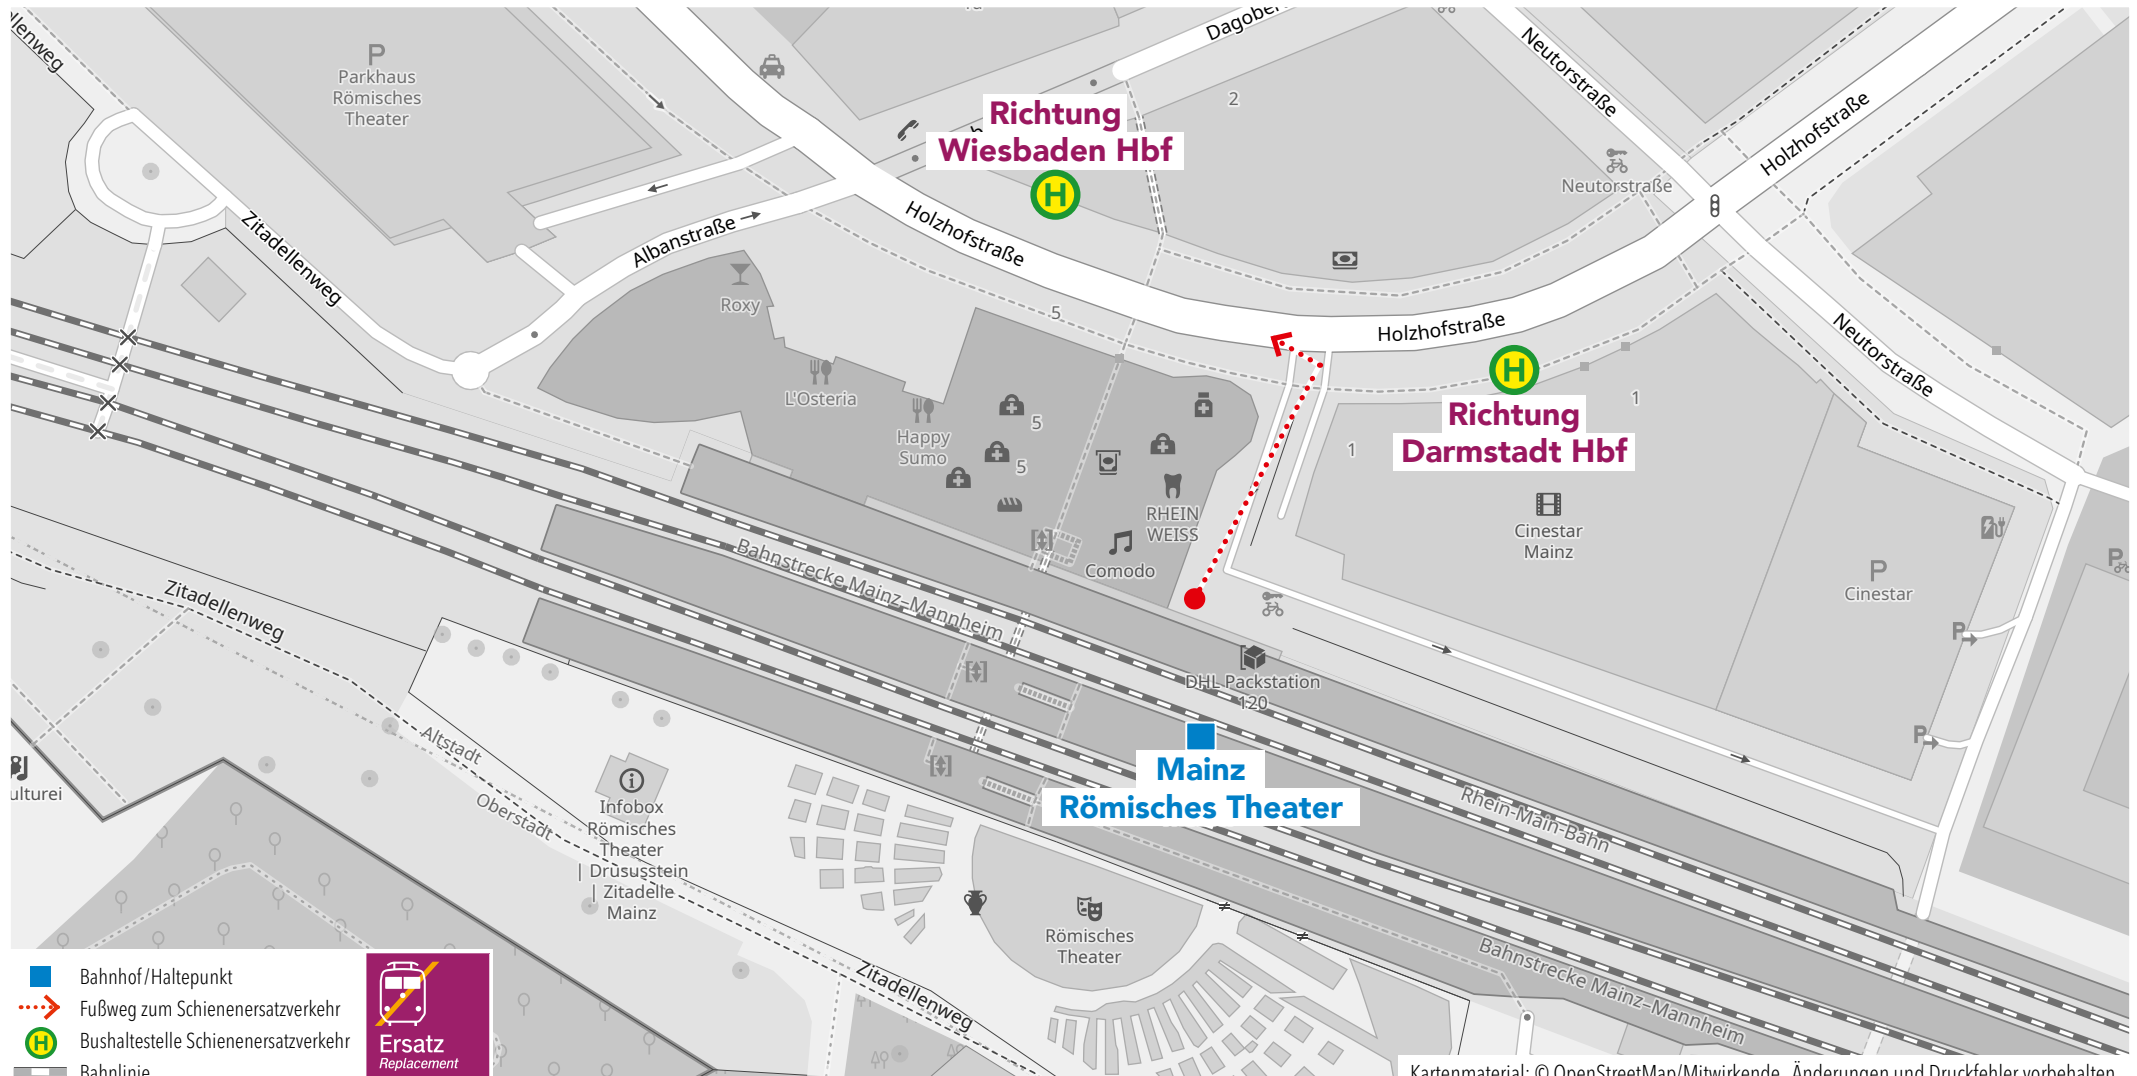 Zitadellenweg
P
Parkhaus
Römisches
Theater
Dagober
Neutorstraße
Holzhofstraße
2
Richtung
Wiesbaden Hbf
H
Neutorstraße
Zitadellenweg
Albanstraße
Holzhofstraße
Roxy
5
Holzhofstraße
Neutorstraße
H
Richtung
Darmstadt Hbf
1
1
L'Osteria
Happy
Sumo
5
5
RHEIN
WEISS
Comodo
Cinestar
Mainz
P
Cinestar
P
P
P
Bahnstrecke Mainz–Mannheim
Zitadellenweg
DHL Packstation
120
Mainz
Römisches Theater
Altstadt
Oberstadt
ulturei
Infobox
Römisches
Theater
| Drususstein
| Zitadelle
Mainz
Rhein-Main-Bahn
Römisches
Theater
Bahnstrecke Mainz–Mannheim
Zitadellenweg
Bahnhof/Haltepunkt
Fußweg zum Schienenersatzverkehr
H
Bushaltestelle Schienenersatzverkehr
Bahnlinie
Ersatz
Replacement
Kartenmaterial: © OpenStreetMap/Mitwirkende, Änderungen und Druckfehler vorbehalten